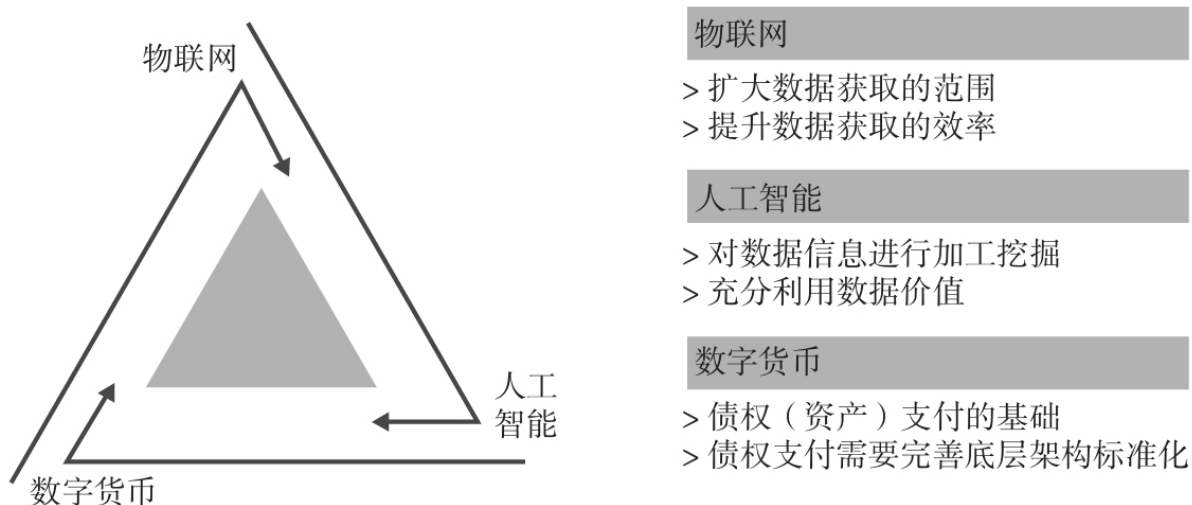 物联网
人工
智能
数字货币
物联网
> 扩大数据获取的范围
> 提升数据获取的效率
人工智能
> 对数据信息进行加工挖掘
> 充分利用数据价值
数字货币
> 债权（资产）支付的基础
> 债权支付需要完善底层架构标准化